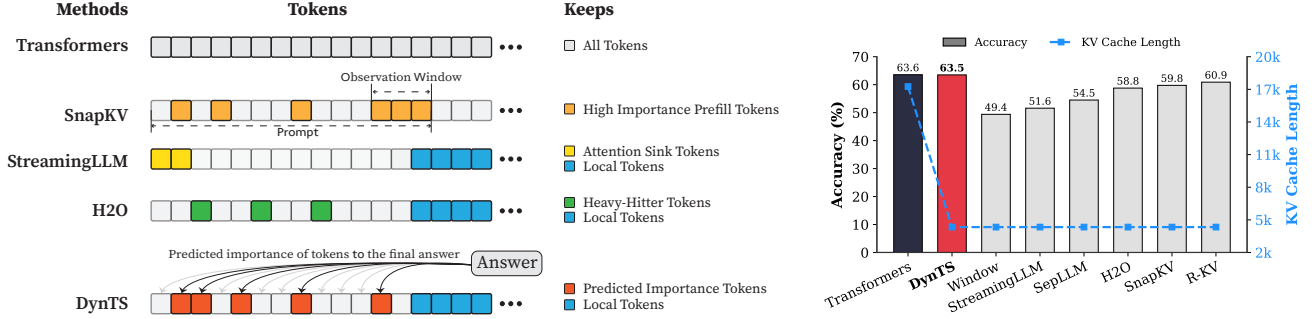 Methods Tokens Keeps
Transformers ••• All Tokens
Observation Window
SnapKV ••• High Importance Prefill Tokens
Prompt
StreamingLLM ••• Attention Sink Tokens
Local Tokens
H2O ••• Heavy-Hitter Tokens
Local Tokens
Predicted importance of tokens to the final answer
Answer
DynTS ••• Predicted Importance Tokens
Local Tokens
Accuracy KV Cache Length
Accuracy (%)
70
60
50
40
30
20
10
0
63.6
63.5
49.4
51.6
54.5
58.8
59.8
60.9
20k
17k
14k
11k
8k
5k
2k
KV Cache Length
Transformers
DynTS
Window
StreamingLLM
SepLLM
H2O
SnapKV
R-KV